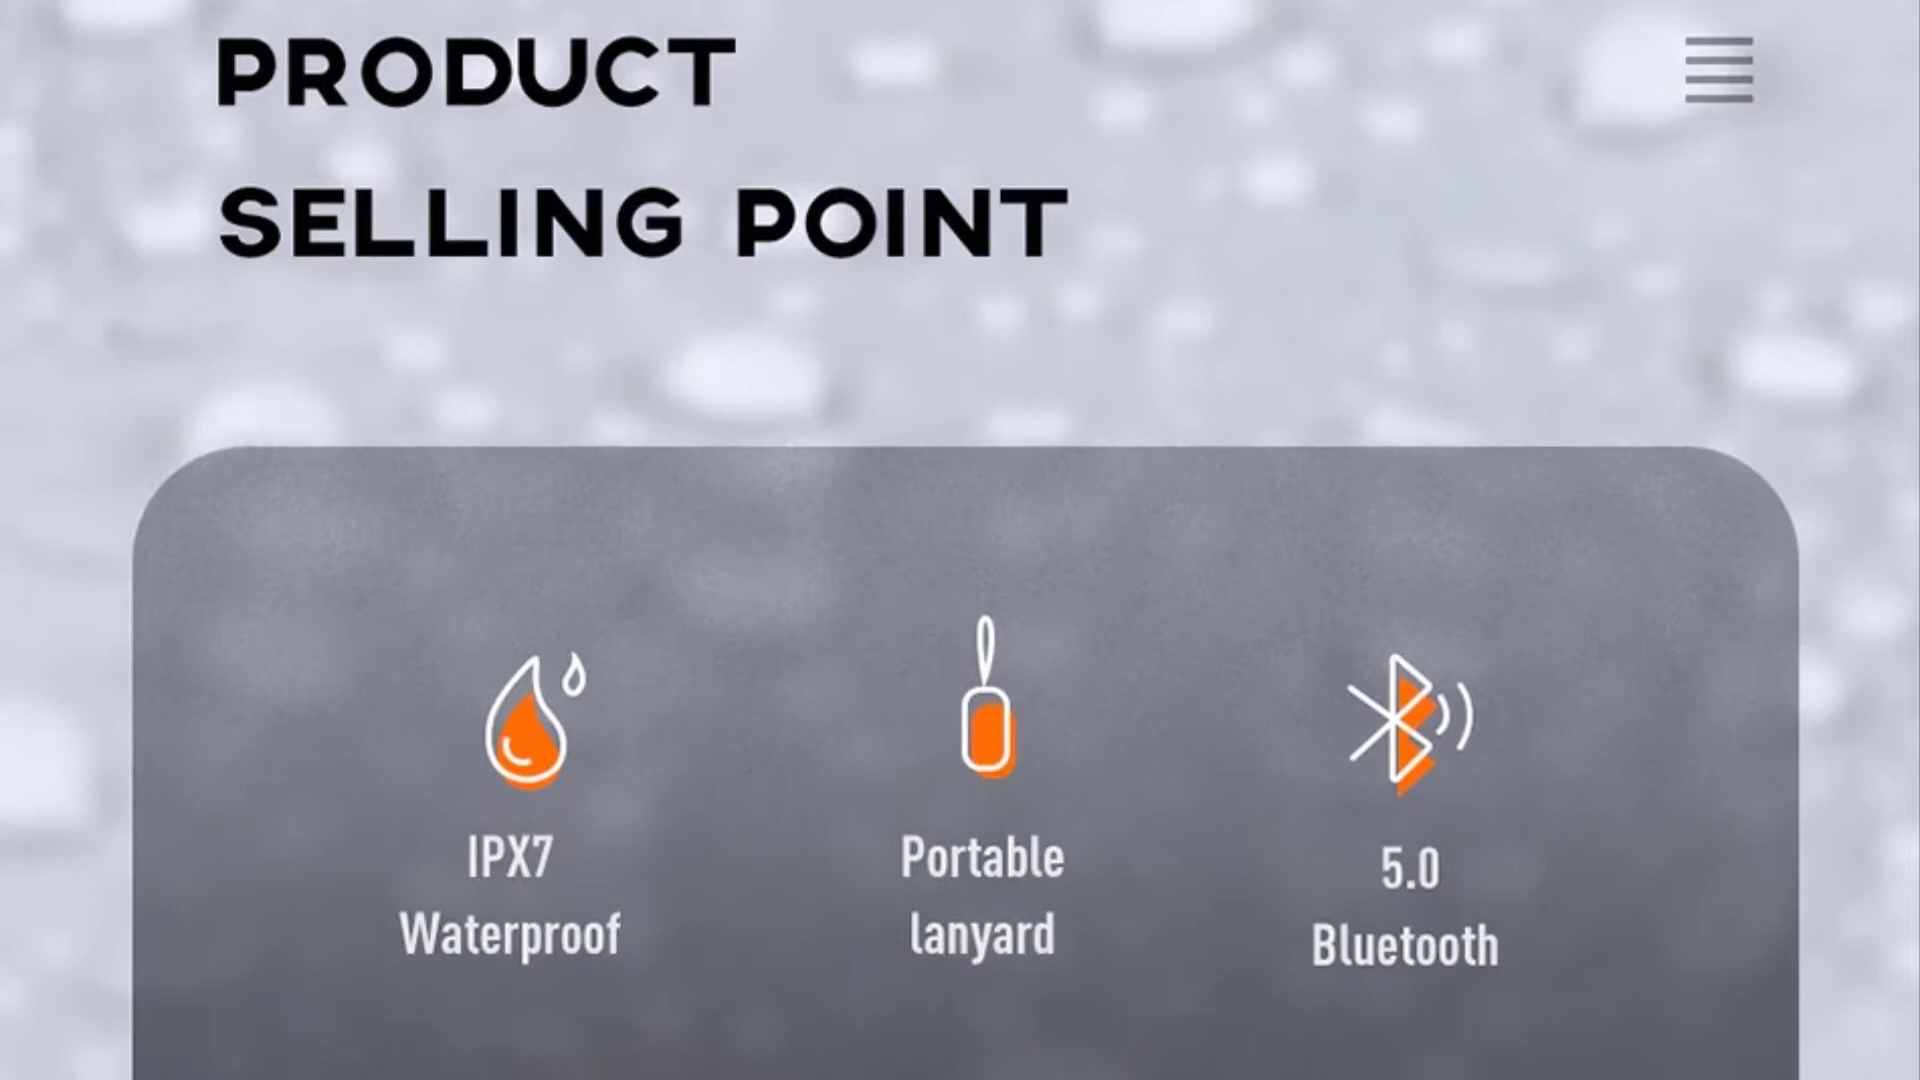 PRODUCT
SELLING POINT
IPX7
Waterproof
Portable
lanyard
5.0
Bluetooth